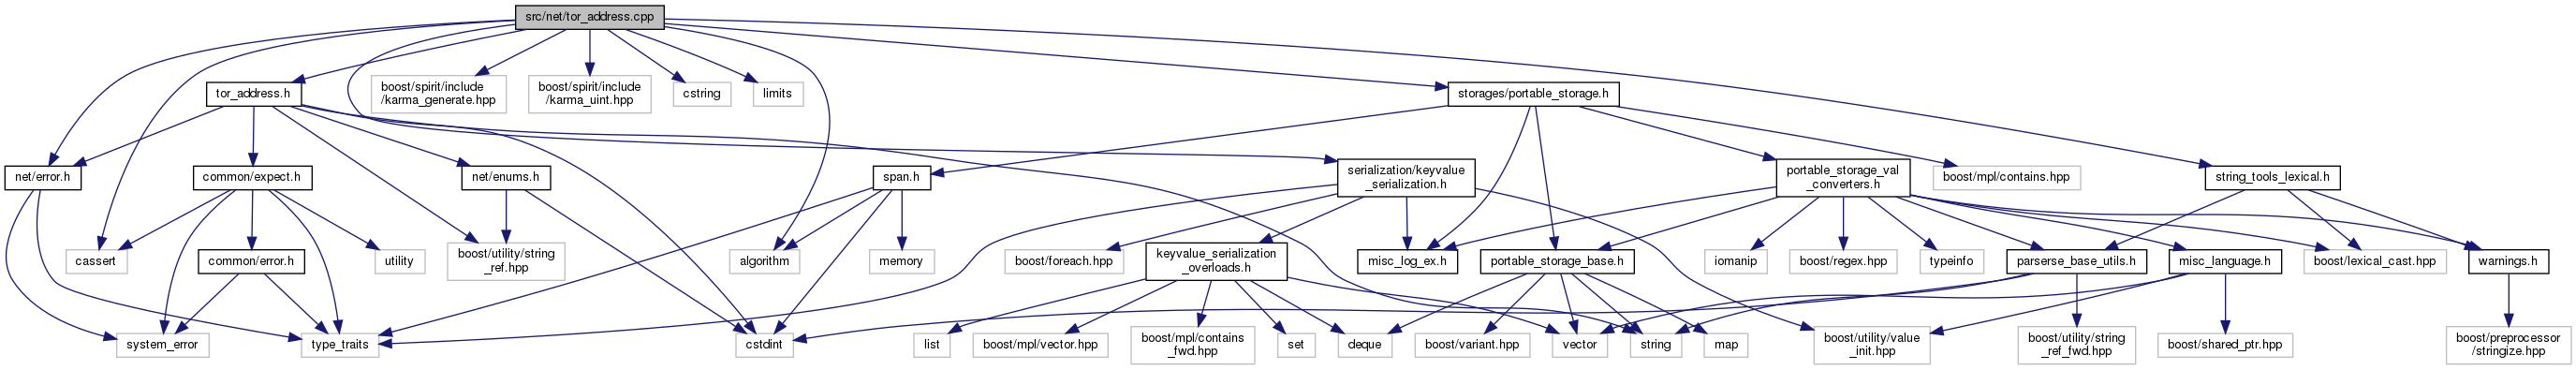 src/net/tor_address.cpp
tor_address.h
boost/spirit/include
/karma_generate.hpp
boost/spirit/include
/karma_uint.hpp
cstring
limits
storages/portable_storage.h
net/error.h
common/expect.h
net/enums.h
span.h
serialization/keyvalue
_serialization.h
portable_storage_val
_converters.h
boost/mpl/contains.hpp
string_tools_lexical.h
cassert
common/error.h
utility
boost/utility/string
_ref.hpp
algorithm
memory
boost/foreach.hpp
keyvalue_serialization
_overloads.h
misc_log_ex.h
portable_storage_base.h
iomanip
boost/regex.hpp
typeinfo
parserse_base_utils.h
misc_language.h
boost/lexical_cast.hpp
warnings.h
system_error
type_traits
cstdint
list
boost/mpl/vector.hpp
boost/mpl/contains
_fwd.hpp
set
deque
boost/variant.hpp
vector
string
map
boost/utility/value
_init.hpp
boost/utility/string
_ref_fwd.hpp
boost/shared_ptr.hpp
boost/preprocessor
/stringize.hpp